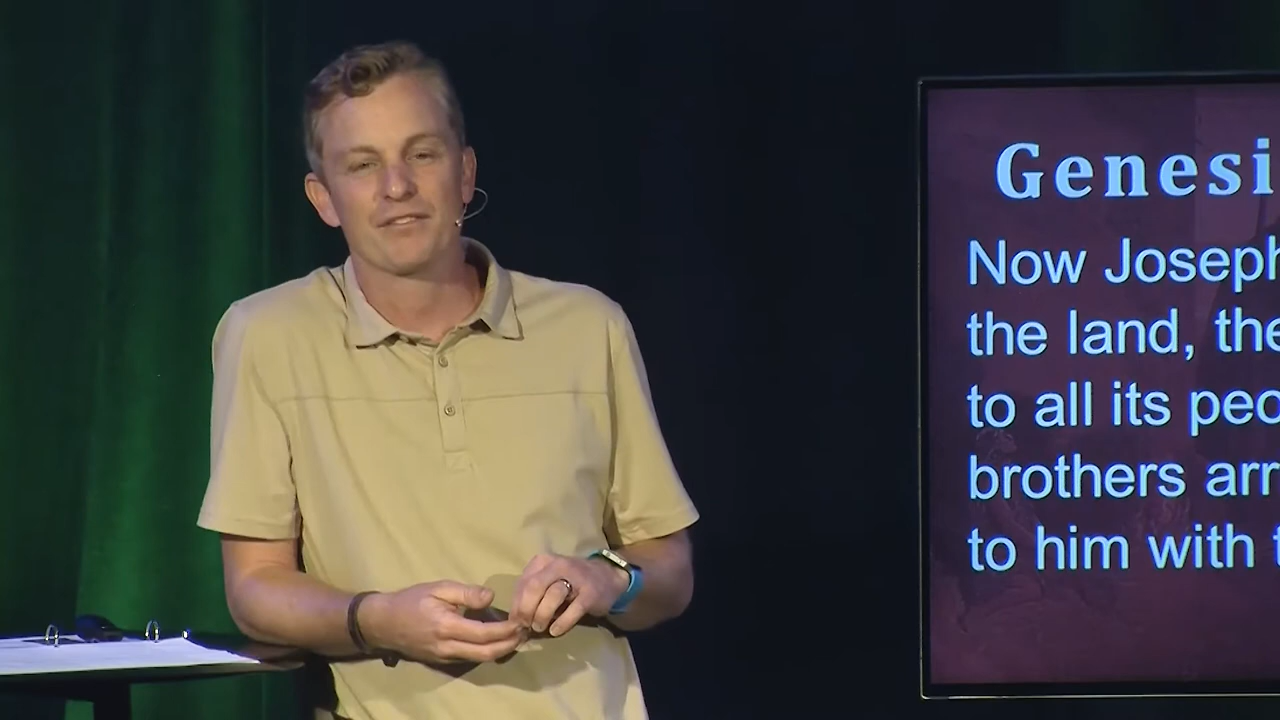 Genesi
Now Joseph
the land, the
to all its peo
brothers arr
to him with t